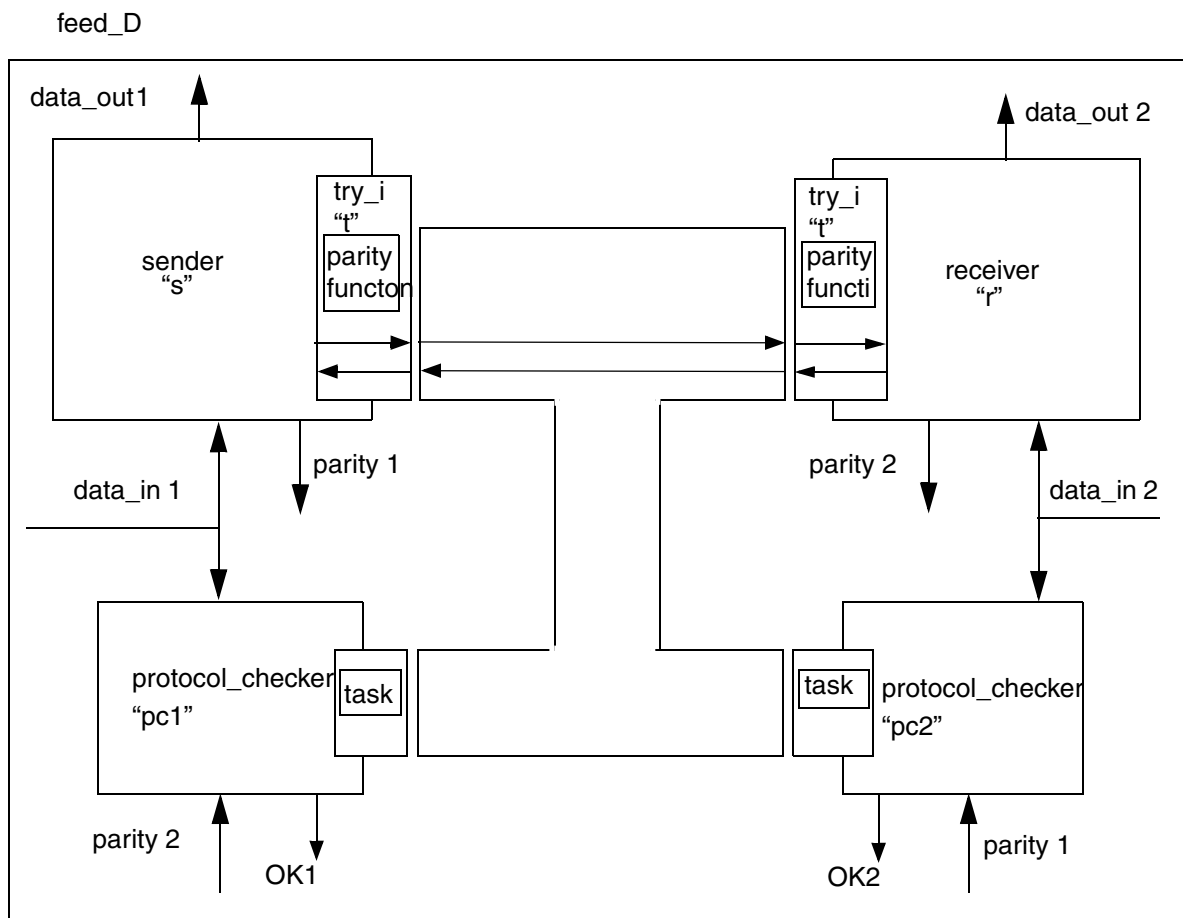 feed_D
data_out1
data_out 2
try_i
“t”
parity
functon
sender
“s”
try_i
“t”
parity
functi
receiver
“r”
parity 1
data_in 1
parity 2
data_in 2
protocol_checker
“pc1”
task
task
protocol_checker
“pc2”
parity 2
OK1
OK2
parity 1